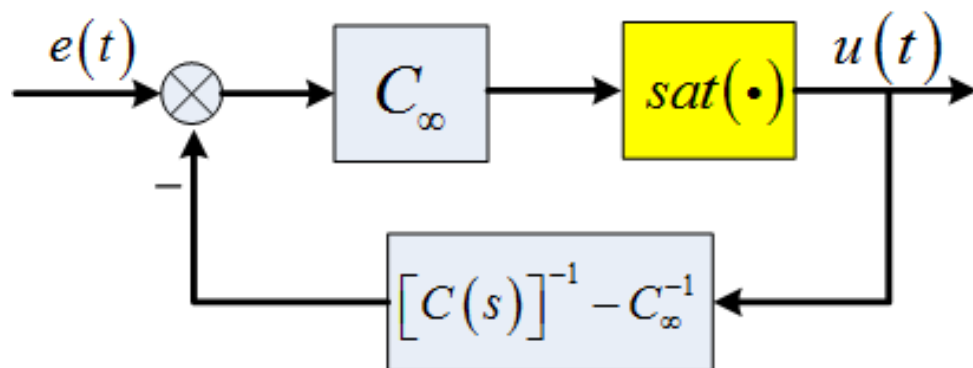 e(t)
C∞
sat(•)
u(t)
−
[C(s)]⁻¹ − C∞⁻¹